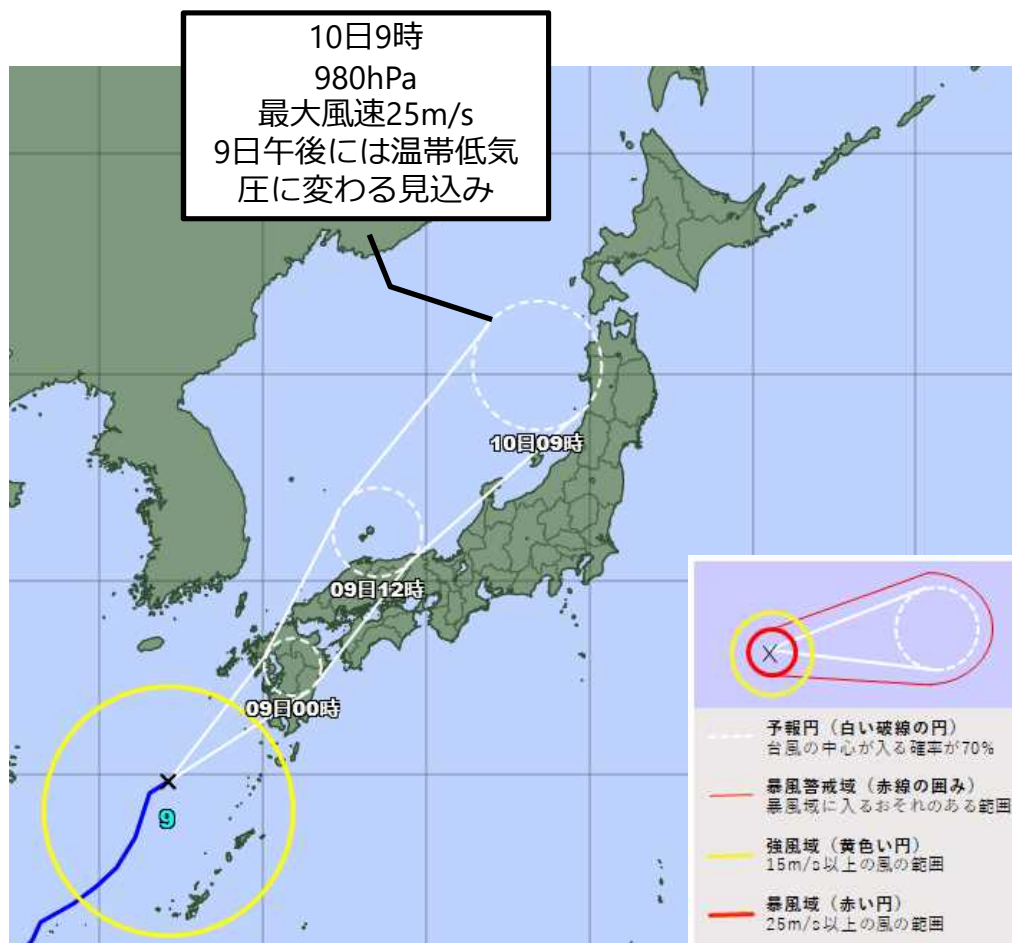 10日9時
980hPa
最大風速25m/s
9日午後には温帯低気
圧に変わる見込み
10日09時
09日12時
09日00時
9
予報円（白い破線の円）
台風の中心が入る確率が70%
暴風警戒域（赤線の囲み）
暴風域に入るおそれのある範囲
強風域（黄色い円）
15m/s以上の風の範囲
暴風域（赤い円）
25m/s以上の風の範囲